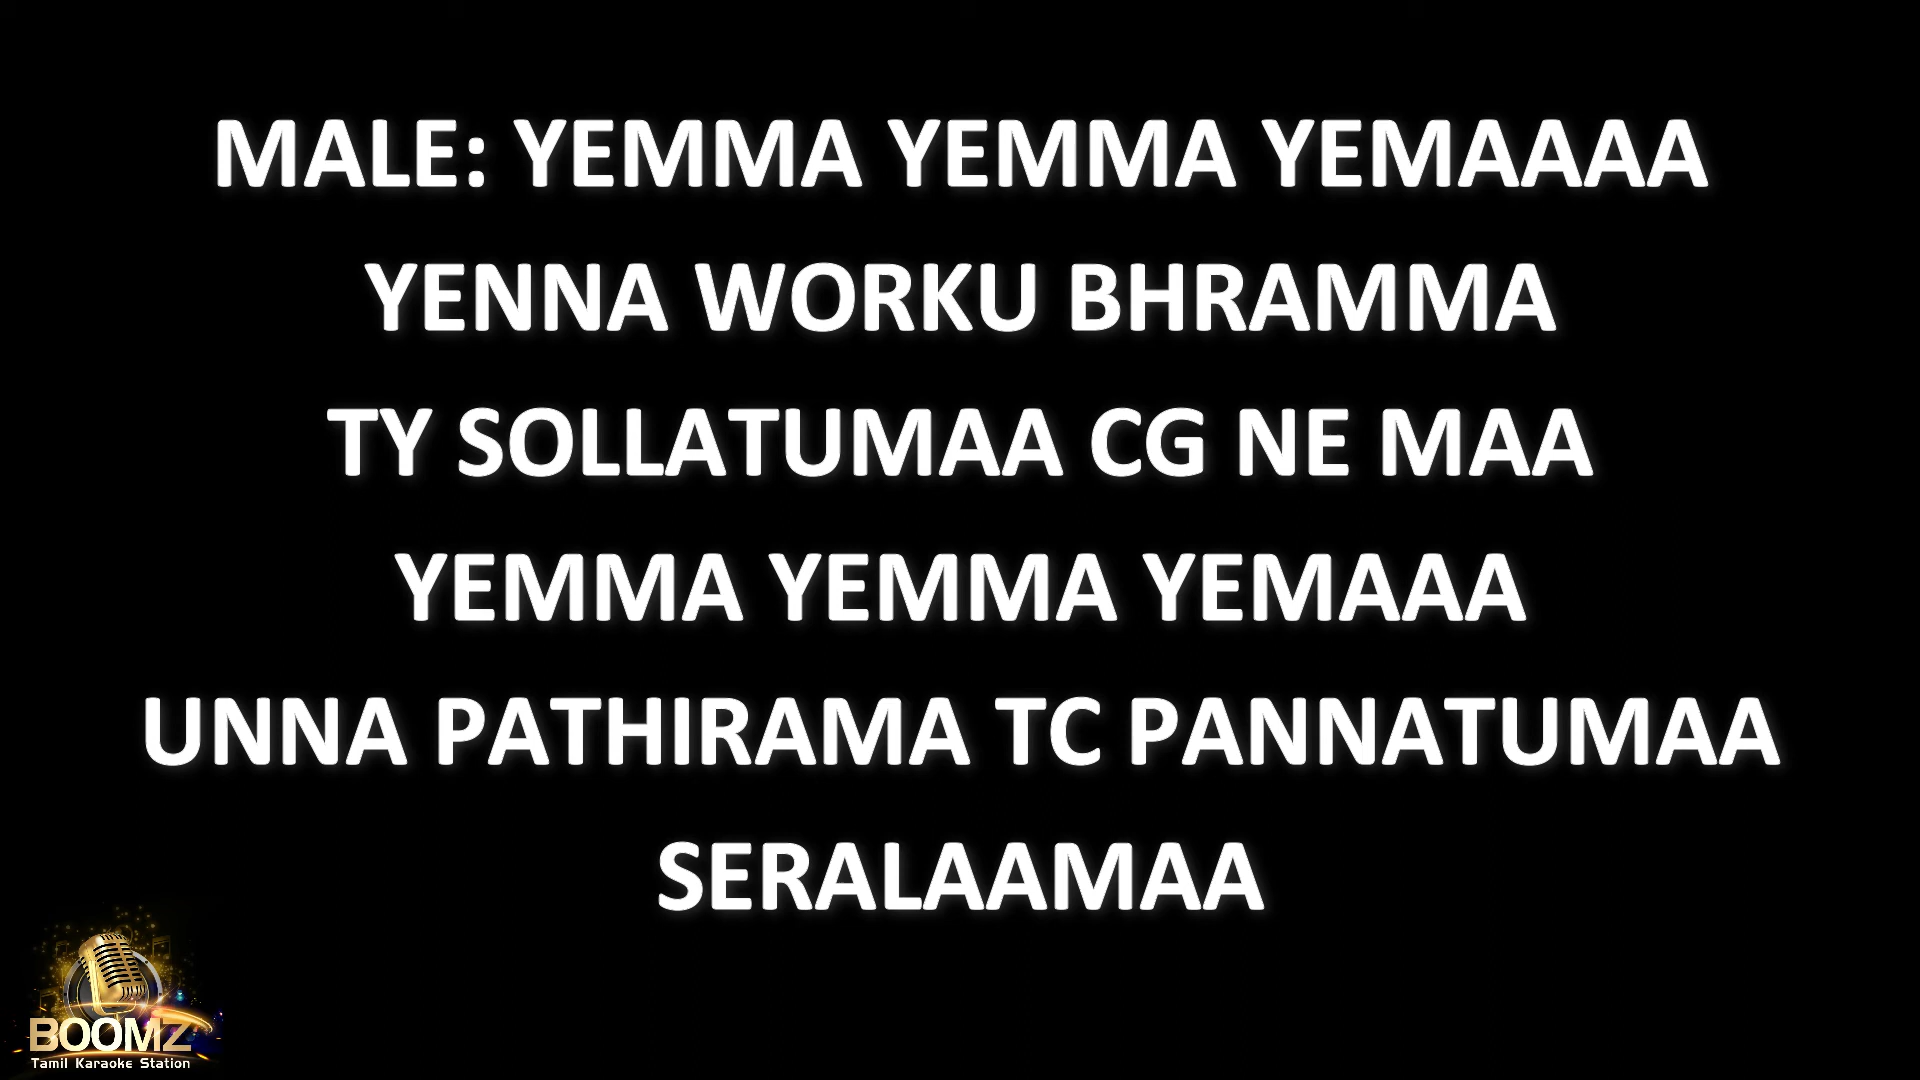 MALE: YEMMA YEMMA YEMAAAA
YENNA WORKU BHRAMMA
TY SOLLATUMAA CG NE MAA
YEMMA YEMMA YEMAAA
UNNA PATHIRAMA TC PANNATUMAA
SERALAAMAA
BOOMZ
Tamil Karaoke Station